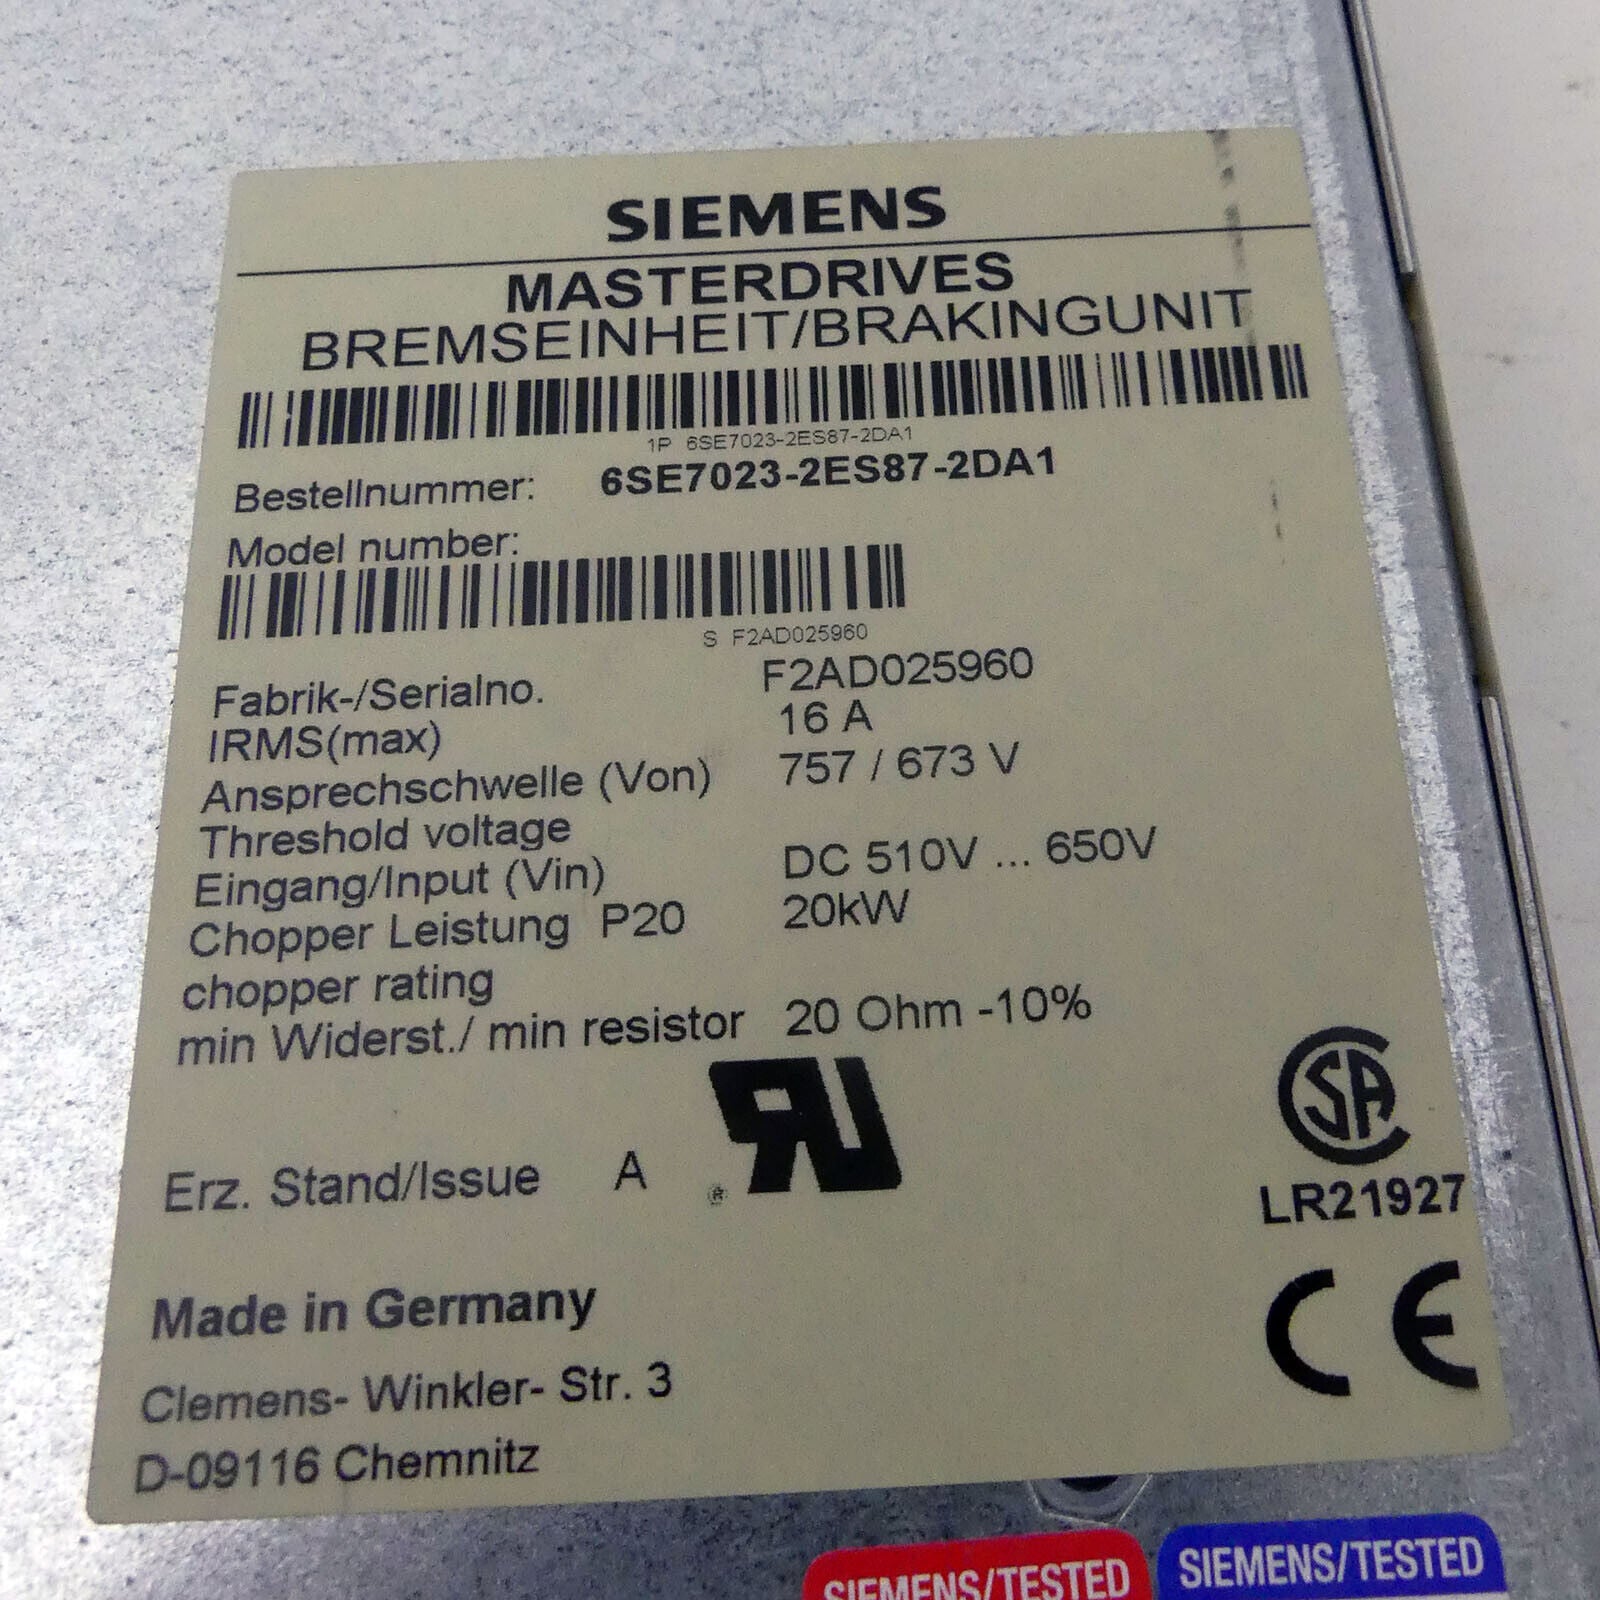 SIEMENS
MASTERDRIVES
BREMSEINHEIT/BRAKINGUNIT
1P 6SE7023-2ES87-2DA1
Bestellnummer: 6SE7023-2ES87-2DA1
Model number:
S F2AD025960
Fabrik-/Serialno. F2AD025960
IRMS(max) 16 A
Ansprechschwelle (Von) 757 / 673 V
Threshold voltage
Eingang/Input (Vin) DC 510V ... 650V
Chopper Leistung P20 20kW
chopper rating
min Widerst./ min resistor 20 Ohm -10%
Erz. Stand/Issue A
LR21927
Made in Germany
CE
Clemens- Winkler- Str. 3
D-09116 Chemnitz
SIEMENS/TESTED
SIEMENS/TESTED